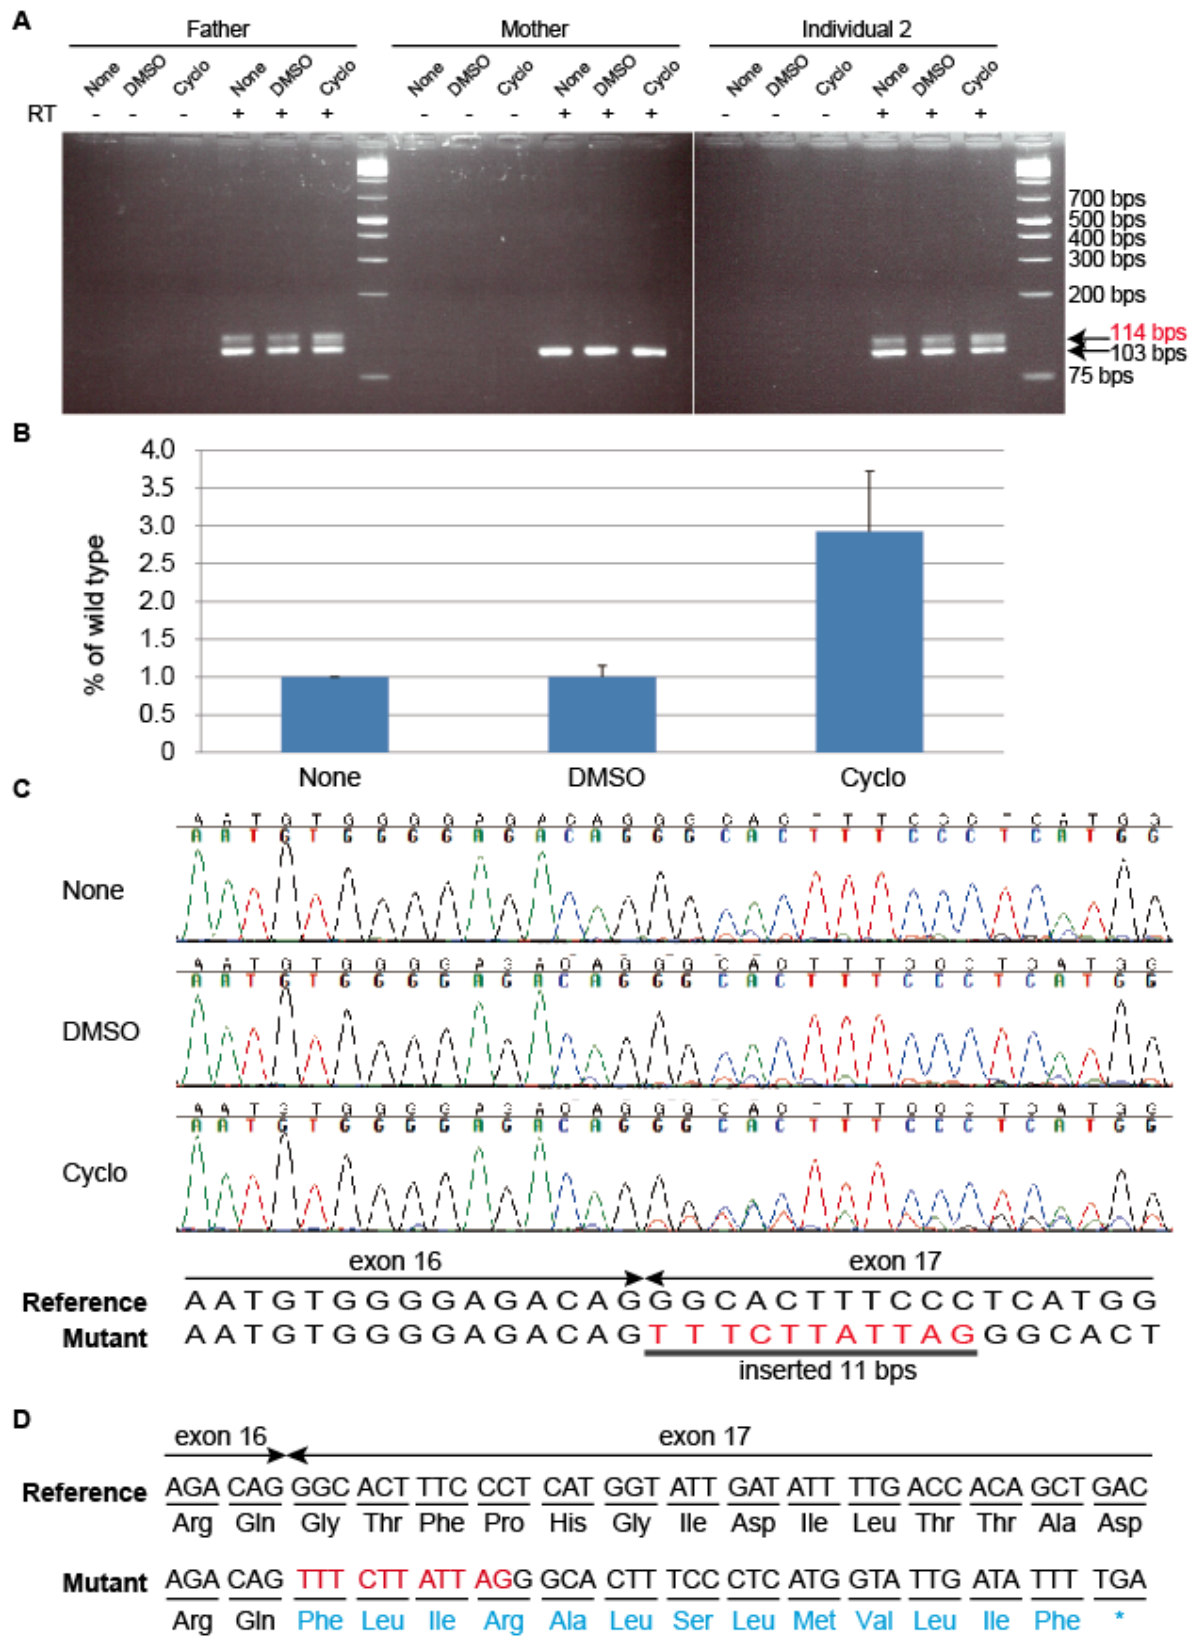 A
Father Mother Individual 2
None DMSO Cyclo None DMSO Cyclo None DMSO Cyclo None DMSO Cyclo None DMSO Cyclo None DMSO Cyclo
RT - - - + + + - - - + + + - - - + + +
700 bps
500 bps
400 bps
300 bps
200 bps
114 bps
103 bps
75 bps
B
% of wild type
4.0
3.5
3.0
2.5
2.0
1.5
1.0
0.5
0
None DMSO Cyclo
C
A A T G T G G G G A G A C A G G G C A C T T T C C C T C A T G G
None
A A T G T G G G G A G A C A G G G C A C T T T C C C T C A T G G
DMSO
A A T G T G G G G A G A C A G G G C A C T T T C C C T C A T G G
Cyclo
exon 16 exon 17
Reference A A T G T G G G G A G A C A G G G C A C T T T C C C T C A T G G
Mutant A A T G T G G G G A G A C A G T T T C T T A T T A G G G C A C T
inserted 11 bps
D
exon 16 exon 17
Reference AGA CAG GGC ACT TTC CCT CAT GGT ATT GAT ATT TTG ACC ACA GCT GAC
Arg Gln Gly Thr Phe Pro His Gly Ile Asp Ile Leu Thr Thr Ala Asp
Mutant AGA CAG TTT CTT ATT AGG GCA CTT TCC CTC ATG GTA TTG ATA TTT TGA
Arg Gln Phe Leu Ile Arg Ala Leu Ser Leu Met Val Leu Ile Phe *